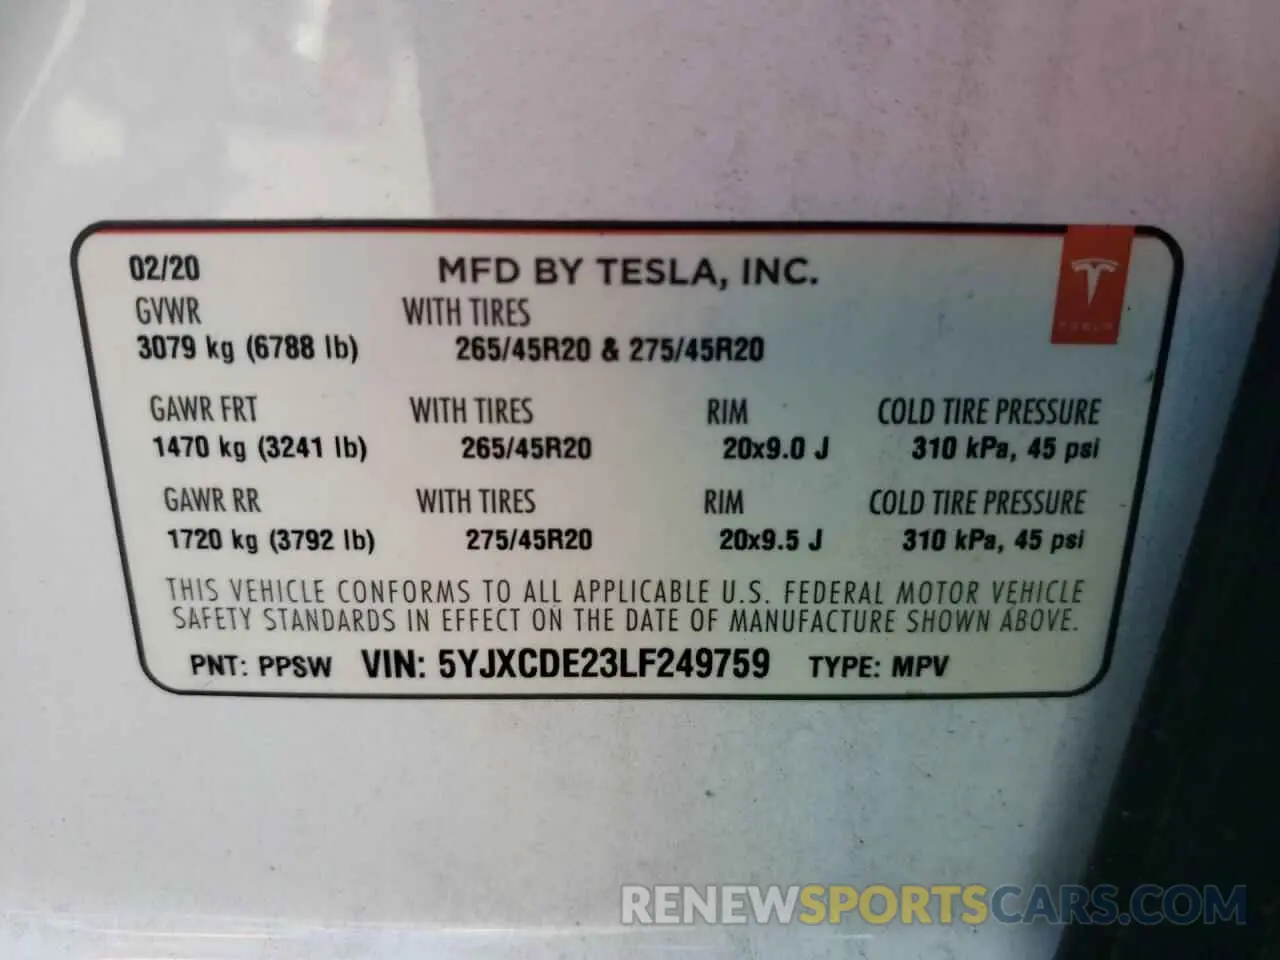 02/20 MFD BY TESLA, INC.
GVWR WITH TIRES
3079 kg (6788 lb) 265/45R20 & 275/45R20
TESLA
GAWR FRT WITH TIRES RIM COLD TIRE PRESSURE
1470 kg (3241 lb) 265/45R20 20x9.0 J 310 kPa, 45 psi
GAWR RR WITH TIRES RIM COLD TIRE PRESSURE
1720 kg (3792 lb) 275/45R20 20x9.5 J 310 kPa, 45 psi
THIS VEHICLE CONFORMS TO ALL APPLICABLE U.S. FEDERAL MOTOR VEHICLE
SAFETY STANDARDS IN EFFECT ON THE DATE OF MANUFACTURE SHOWN ABOVE.
PNT: PPSW VIN: 5YJXCDE23LF249759 TYPE: MPV
RENEWSPORTSCARS.COM